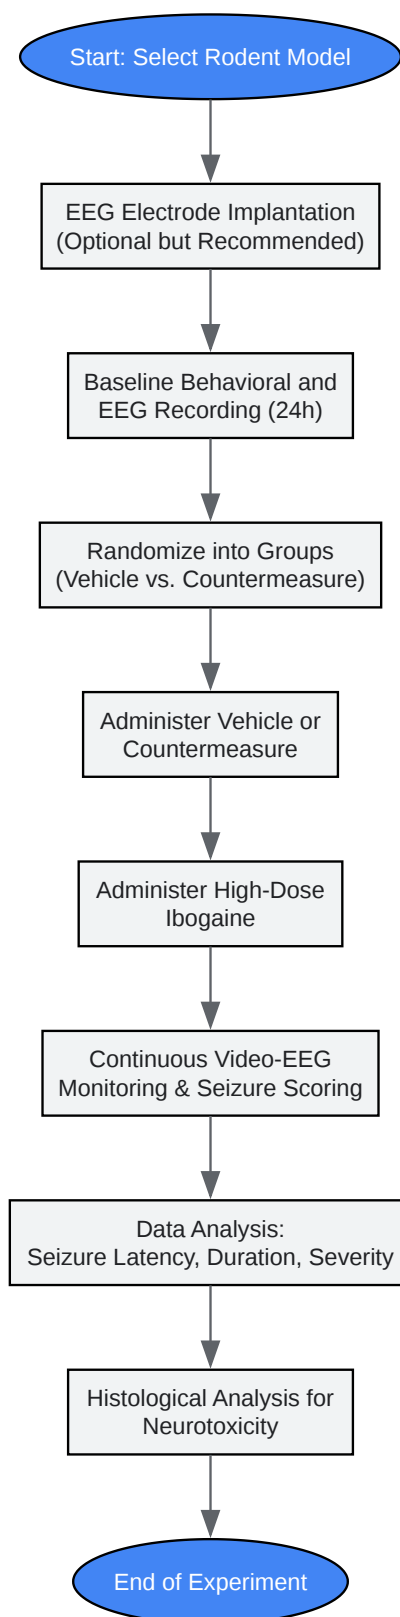 Start: Select Rodent Model
EEG Electrode Implantation
(Optional but Recommended)
Baseline Behavioral and
EEG Recording (24h)
Randomize into Groups
(Vehicle vs. Countermeasure)
Administer Vehicle or
Countermeasure
Administer High-Dose
Ibogaine
Continuous Video-EEG
Monitoring & Seizure Scoring
Data Analysis:
Seizure Latency, Duration, Severity
Histological Analysis for
Neurotoxicity
End of Experiment